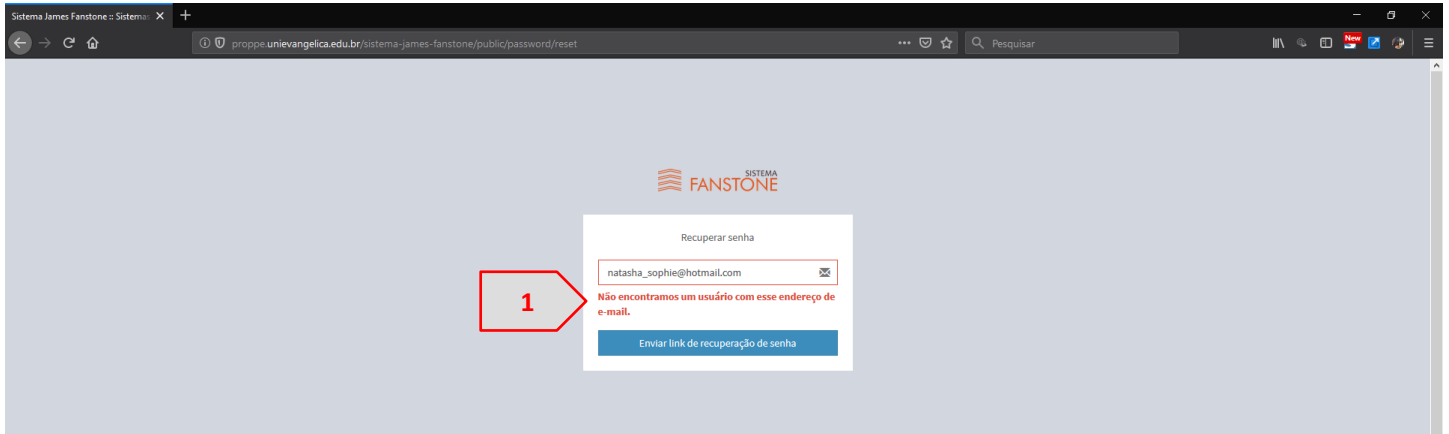 Sistema James Fanstone :: Sistemas
proppe.unievangelica.edu.br/sistema-james-fanstone/public/password/reset
Pesquisar
New
SISTEMA
FANSTONE
Recuperar senha
natasha_sophie@hotmail.com
1
Não encontramos um usuário com esse endereço de
e-mail.
Enviar link de recuperação de senha